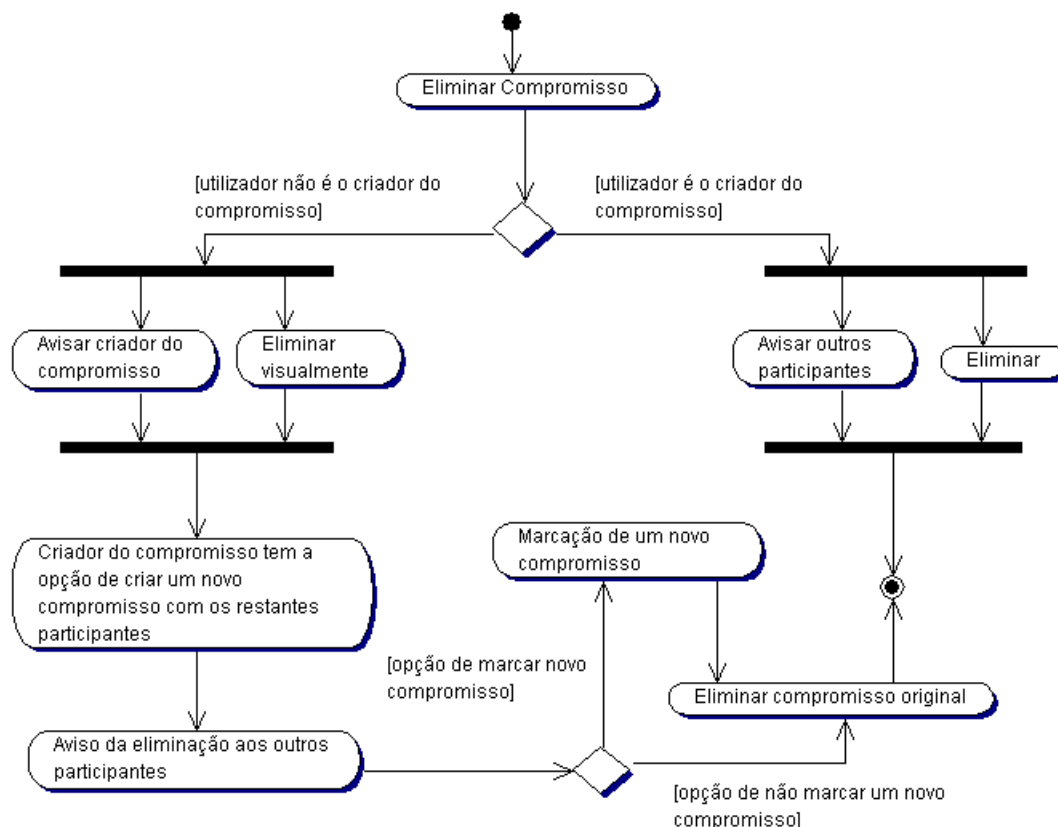 Eliminar Compromisso
[utilizador não é o criador do
compromisso]
[utilizador é o criador do
compromisso]
Avisar criador do
compromisso
Eliminar
visualmente
Avisar outros
participantes
Eliminar
Criador do compromisso tem a
opção de criar um novo
compromisso com os restantes
participantes
Marcação de um novo
compromisso
[opção de marcar novo
compromisso]
Eliminar compromisso original
Aviso da eliminação aos outros
participantes
[opção de não marcar um novo
compromisso]